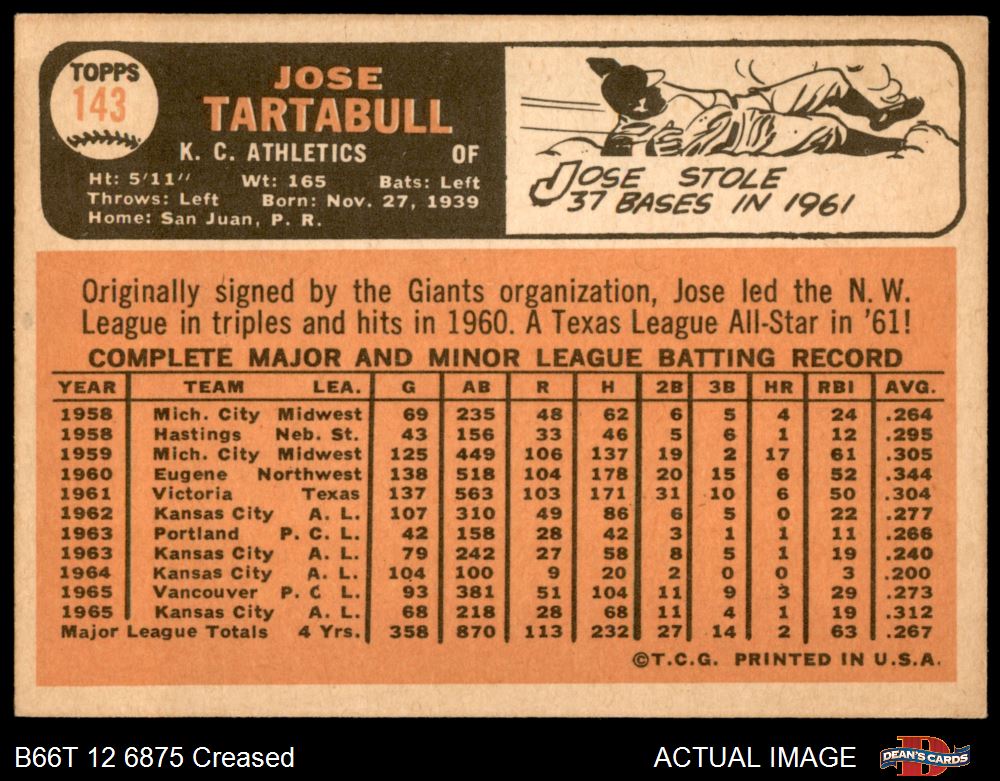 TOPPS
143
JOSE
TARTABULL
K. C. ATHLETICS OF
Ht: 5'11" Wt: 165 Bats: Left
Throws: Left Born: Nov. 27, 1939
Home: San Juan, P. R.
JOSE STOLE
37 BASES IN 1961
Originally signed by the Giants organization, Jose led the N. W.
League in triples and hits in 1960. A Texas League All-Star in '61!
COMPLETE MAJOR AND MINOR LEAGUE BATTING RECORD
YEAR TEAM LEA. G AB R H 2B 3B HR RBI AVG.
1958 Mich. City Midwest 69 235 48 62 6 5 4 24 .264
1958 Hastings Neb. St. 43 156 33 46 5 6 1 12 .295
1959 Mich. City Midwest 125 449 106 137 19 2 17 61 .305
1960 Eugene Northwest 138 518 104 178 20 15 6 52 .344
1961 Victoria Texas 137 563 103 171 31 10 6 50 .304
1962 Kansas City A. L. 107 310 49 86 6 5 0 22 .277
1963 Portland P. C. L. 42 158 28 42 3 1 1 11 .266
1963 Kansas City A. L. 79 242 27 58 8 5 1 19 .240
1964 Kansas City A. L. 104 100 9 20 2 0 0 3 .200
1965 Vancouver P. C L. 93 381 51 104 11 9 3 29 .273
1965 Kansas City A. L. 68 218 28 68 11 4 1 19 .312
Major League Totals 4 Yrs. 358 870 113 232 27 14 2 63 .267
©T.C.G. PRINTED IN U.S.A.
B66T 12 6875 Creased ACTUAL IMAGE
DEAN'S CARDS